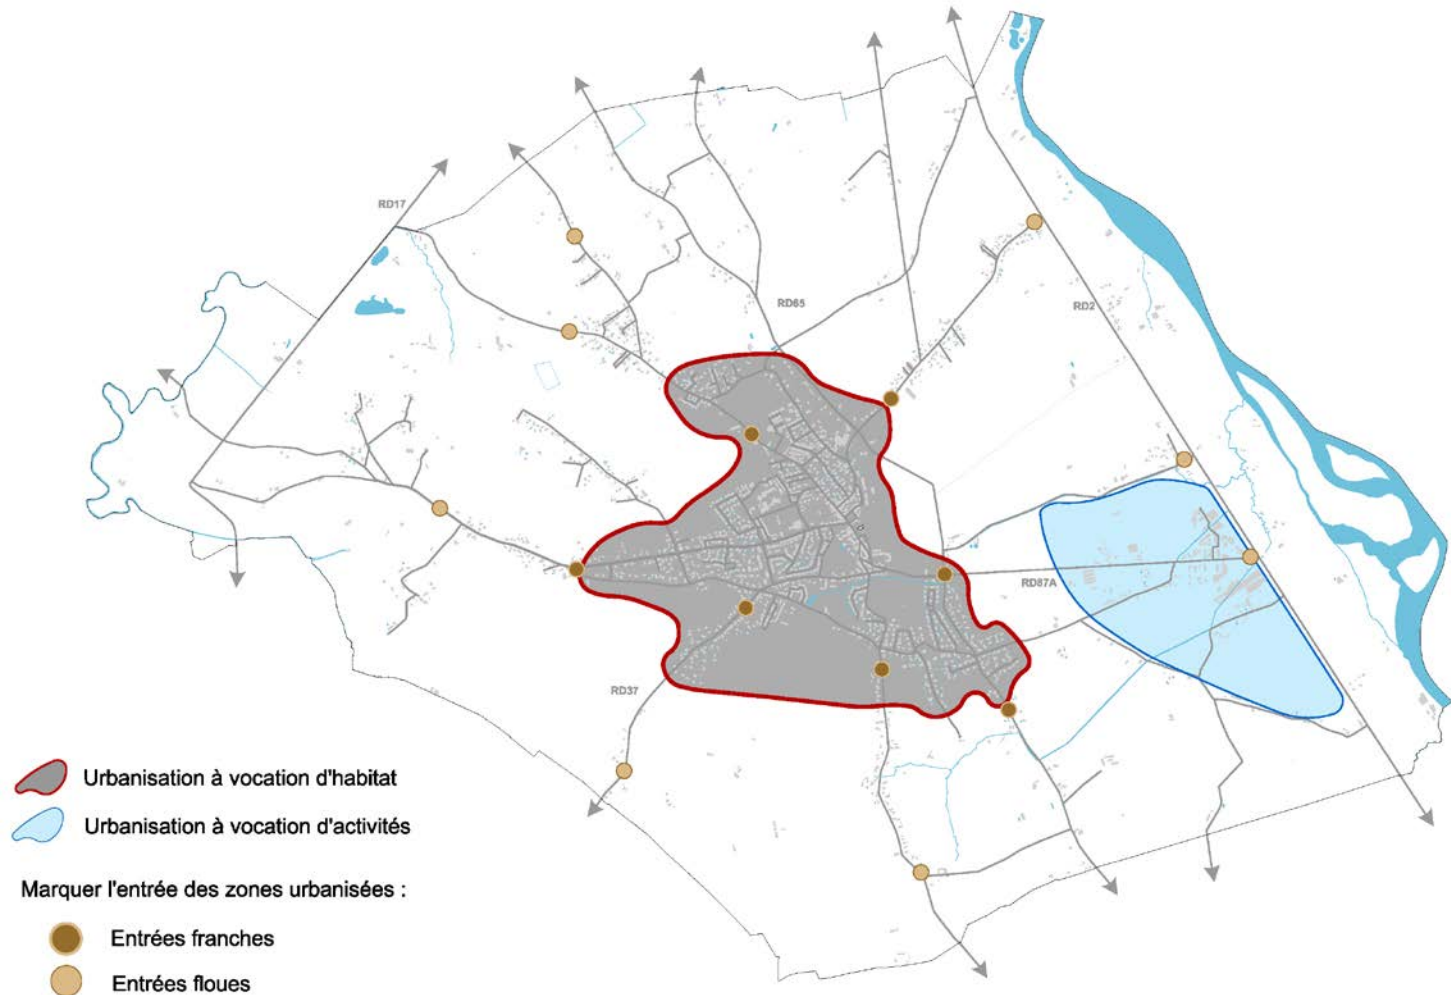 RD17
RD65
RD2
RD87A
RD37
Urbanisation à vocation d'habitat
Urbanisation à vocation d'activités
Marquer l'entrée des zones urbanisées :
Entrées franches
Entrées floues